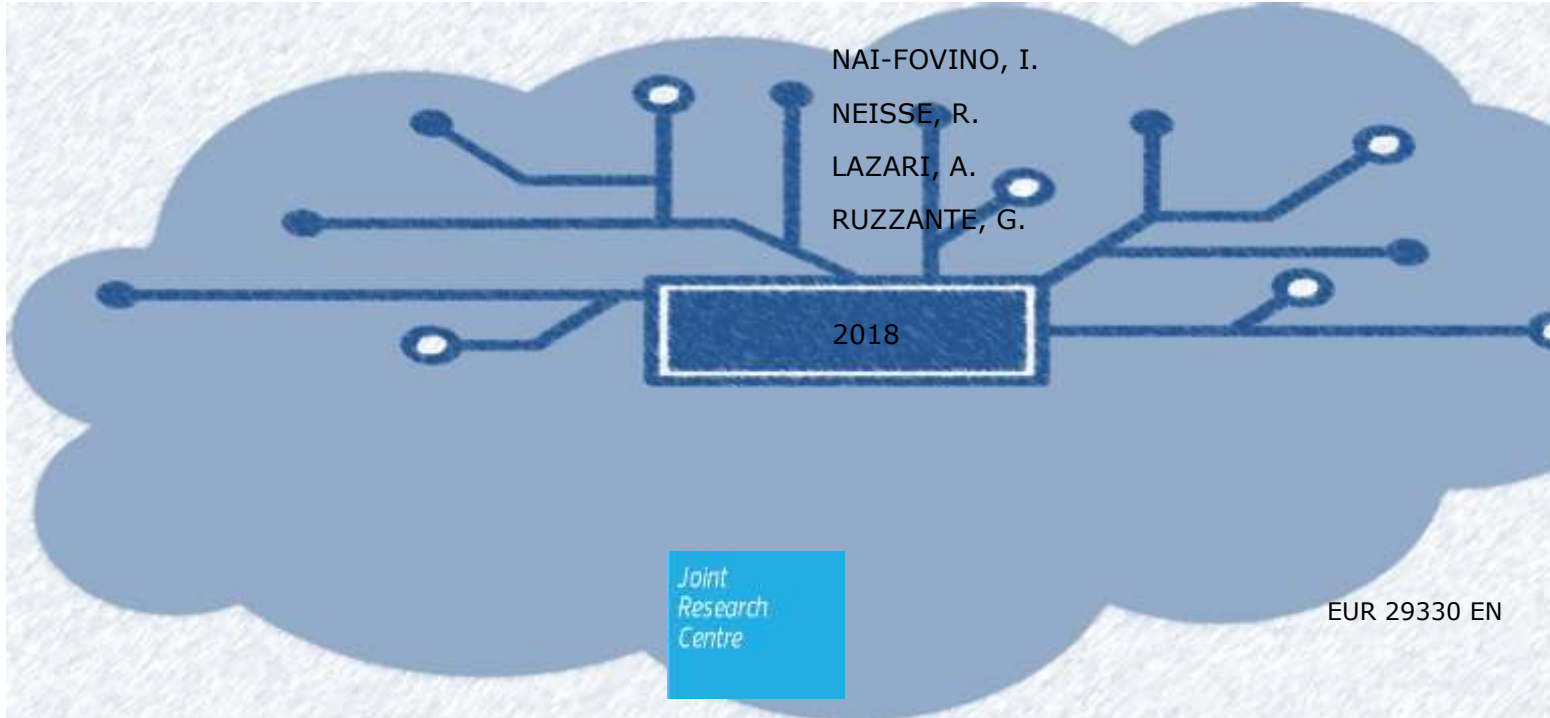 NAI-FOVINO, I.
NEISSE, R.
LAZARI, A.
RUZZANTE, G.
2018
Joint
Research
Centre
EUR 29330 EN